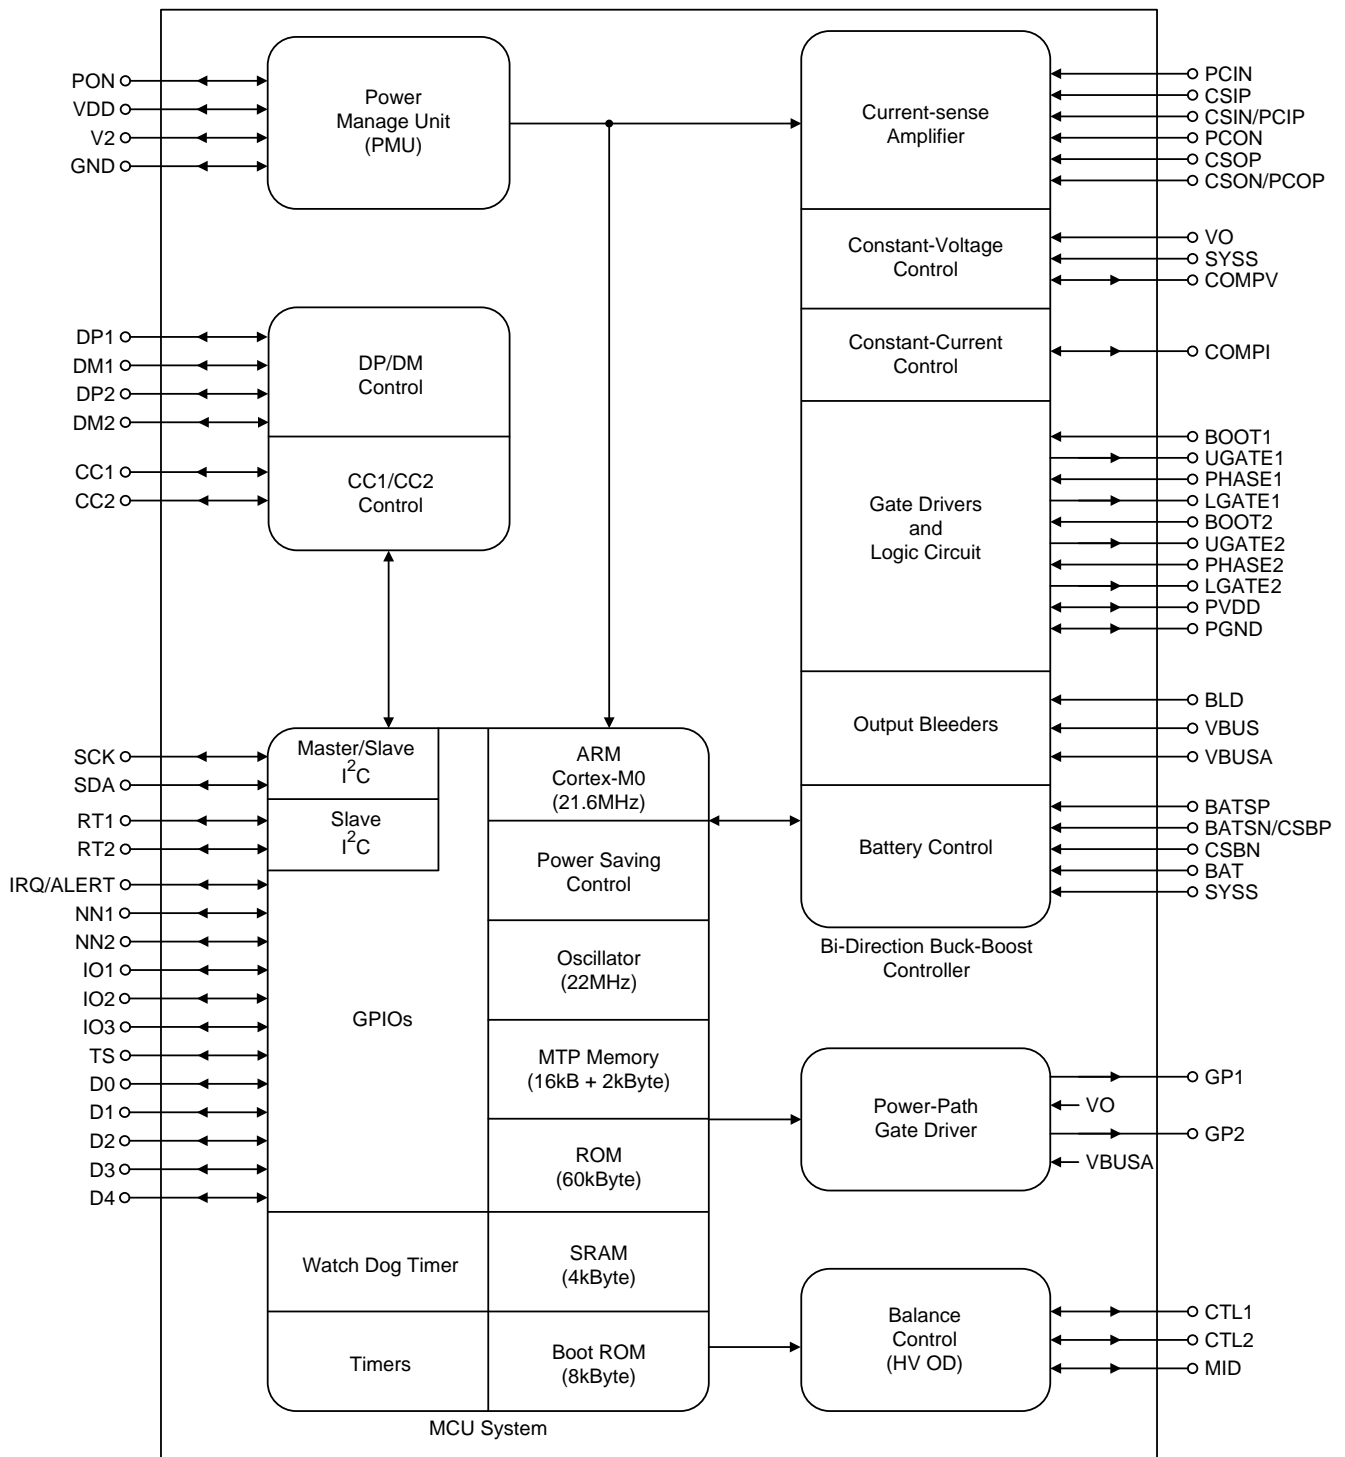 PON
VDD
V2
GND
Power
Manage Unit
(PMU)
Current-sense
Amplifier
PCIN
CSIP
CSIN/PCIP
PCON
CSOP
CSON/PCOP
Constant-Voltage
Control
VO
SYSS
COMPV
DP1
DM1
DP2
DM2
DP/DM
Control
Constant-Current
Control
COMPI
CC1
CC2
CC1/CC2
Control
Gate Drivers
and
Logic Circuit
BOOT1
UGATE1
PHASE1
LGATE1
BOOT2
UGATE2
PHASE2
LGATE2
PVDD
PGND
Output Bleeders
BLD
VBUS
VBUSA
SCK
SDA
RT1
RT2
IRQ/ALERT
NN1
NN2
IO1
IO2
IO3
TS
D0
D1
D2
D3
D4
Master/Slave
I2C
Slave
I2C
GPIOs
Watch Dog Timer
Timers
ARM
Cortex-M0
(21.6MHz)
Power Saving
Control
Oscillator
(22MHz)
MTP Memory
(16kB + 2kByte)
ROM
(60kByte)
SRAM
(4kByte)
Boot ROM
(8kByte)
MCU System
Battery Control
BATSP
BATSN/CSBP
CSBN
BAT
SYSS
Bi-Direction Buck-Boost
Controller
Power-Path
Gate Driver
GP1
VO
GP2
VBUSA
Balance
Control
(HV OD)
CTL1
CTL2
MID